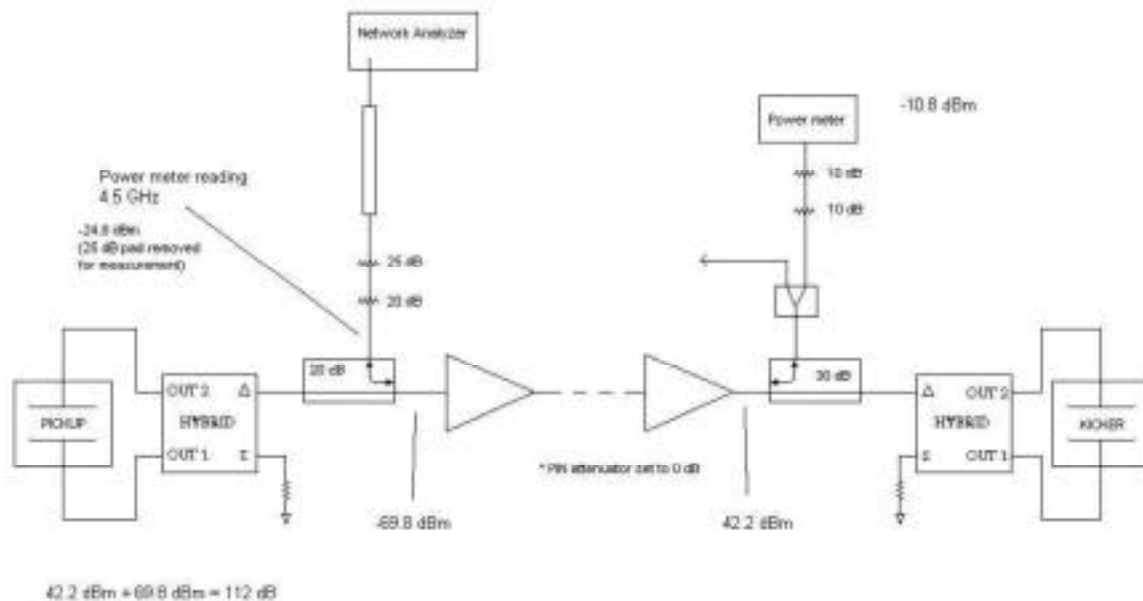 Network Analyzer
-10.8 dBm
Power meter
Power meter reading
4.5 GHz
-24.8 dBm
(25 dB pad removed
for measurement)
10 dB
10 dB
25 dB
20 dB
20 dB
30 dB
PICKUP
OUT 2 Δ
HYBRID
OUT 1 Σ
Δ OUT 2
HYBRID
Σ OUT 1
KICKER
* PIN attenuator set to 0 dB
-69.8 dBm
42.2 dBm
42.2 dBm + 69.8 dBm = 112 dB